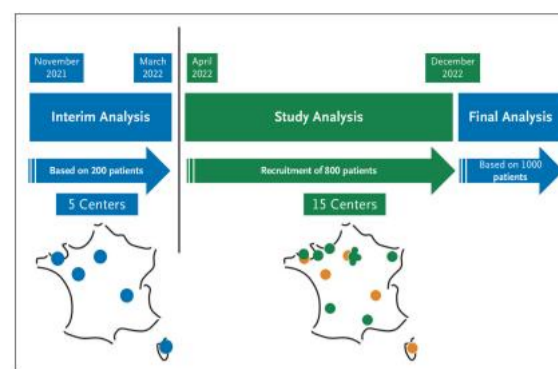 November
2021
March
2022
April
2022
December
2022
Interim Analysis
Study Analysis
Final Analysis
Based on 200 patients
Recruitment of 800 patients
Based on 1000
patients
5 Centers
15 Centers